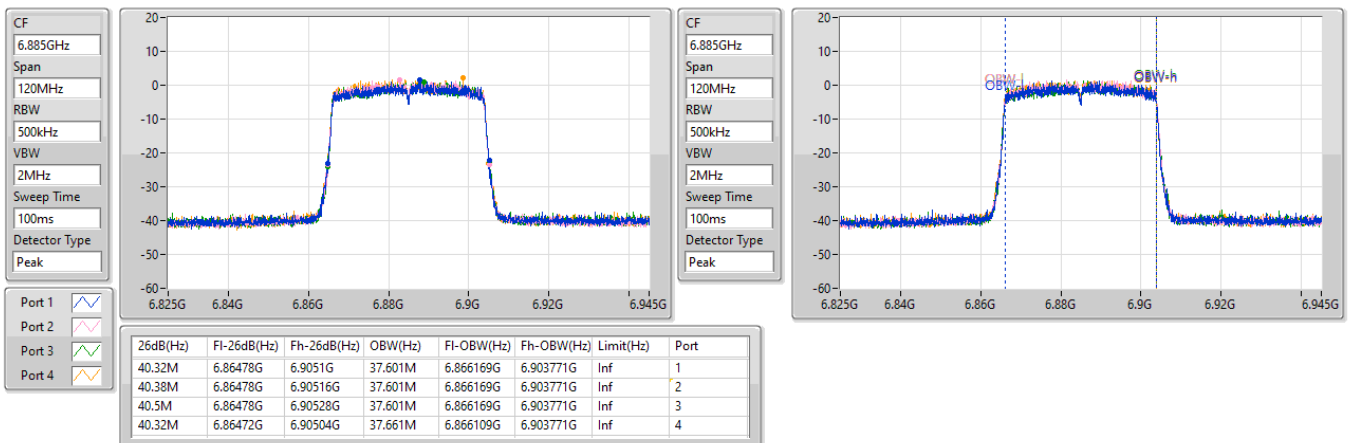 CF
6.885GHz
Span
120MHz
RBW
500kHz
VBW
2MHz
Sweep Time
100ms
Detector Type
Peak
20
10
0
-10
-20
-30
-40
-50
-60
6.825G 6.84G 6.86G 6.88G 6.9G 6.92G 6.945G
CF
6.885GHz
Span
120MHz
RBW
500kHz
VBW
2MHz
Sweep Time
100ms
Detector Type
Peak
20
10
0
-10
-20
-30
-40
-50
-60
OBW-h
6.825G 6.84G 6.86G 6.88G 6.9G 6.92G 6.945G
Port 1
Port 2
Port 3
Port 4
26dB(Hz) Fl-26dB(Hz) Fh-26dB(Hz) OBW(Hz) Fl-OBW(Hz) Fh-OBW(Hz) Limit(Hz) Port
40.32M 6.86478G 6.9051G 37.601M 6.866169G 6.903771G Inf 1
40.38M 6.86478G 6.90516G 37.601M 6.866169G 6.903771G Inf 2
40.5M 6.86478G 6.90528G 37.601M 6.866169G 6.903771G Inf 3
40.32M 6.86472G 6.90504G 37.661M 6.866109G 6.903771G Inf 4